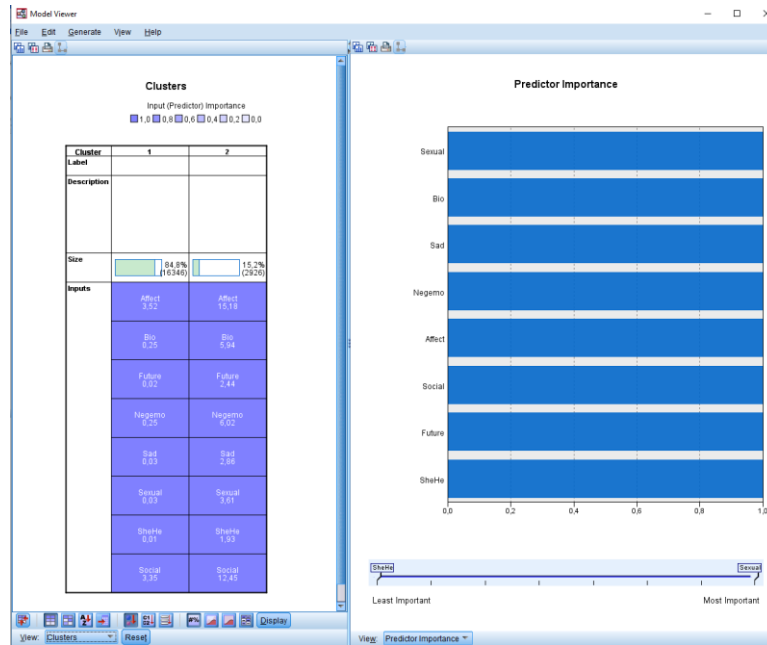 Model Viewer
File Edit Generate View Help
Clusters
Input (Predictor) Importance
1,0 0,8 0,6 0,4 0,2 0,0
Cluster 1 2
Label
Description
Size 84,8% (16346) 15,2% (2926)
Inputs
Affect 3,52 Affect 15,18
Bio 0,25 Bio 5,94
Future 0,02 Future 2,44
Negemo 0,25 Negemo 6,02
Sad 0,03 Sad 2,86
Sexual 0,03 Sexual 3,61
SheHe 0,01 SheHe 1,93
Social 3,35 Social 12,45
Display
View: Clusters Reset
Predictor Importance
Sexual
Bio
Sad
Negemo
Affect
Social
Future
SheHe
0,0 0,2 0,4 0,6 0,8 1,0
SheHe Sexual
Least Important Most Important
View: Predictor Importance